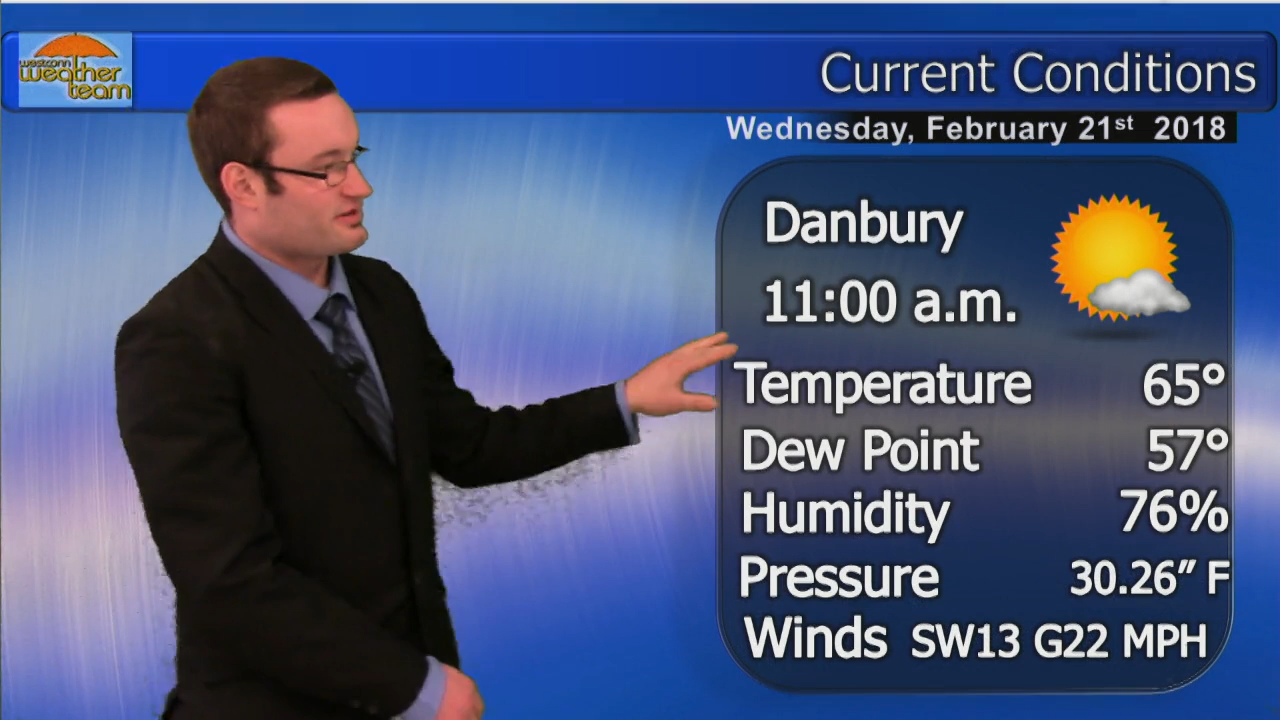 westconn
weather
team
Current Conditions
Wednesday, February 21st 2018
Danbury
11:00 a.m.
Temperature 65°
Dew Point 57°
Humidity 76%
Pressure 30.26” F
Winds SW13 G22 MPH